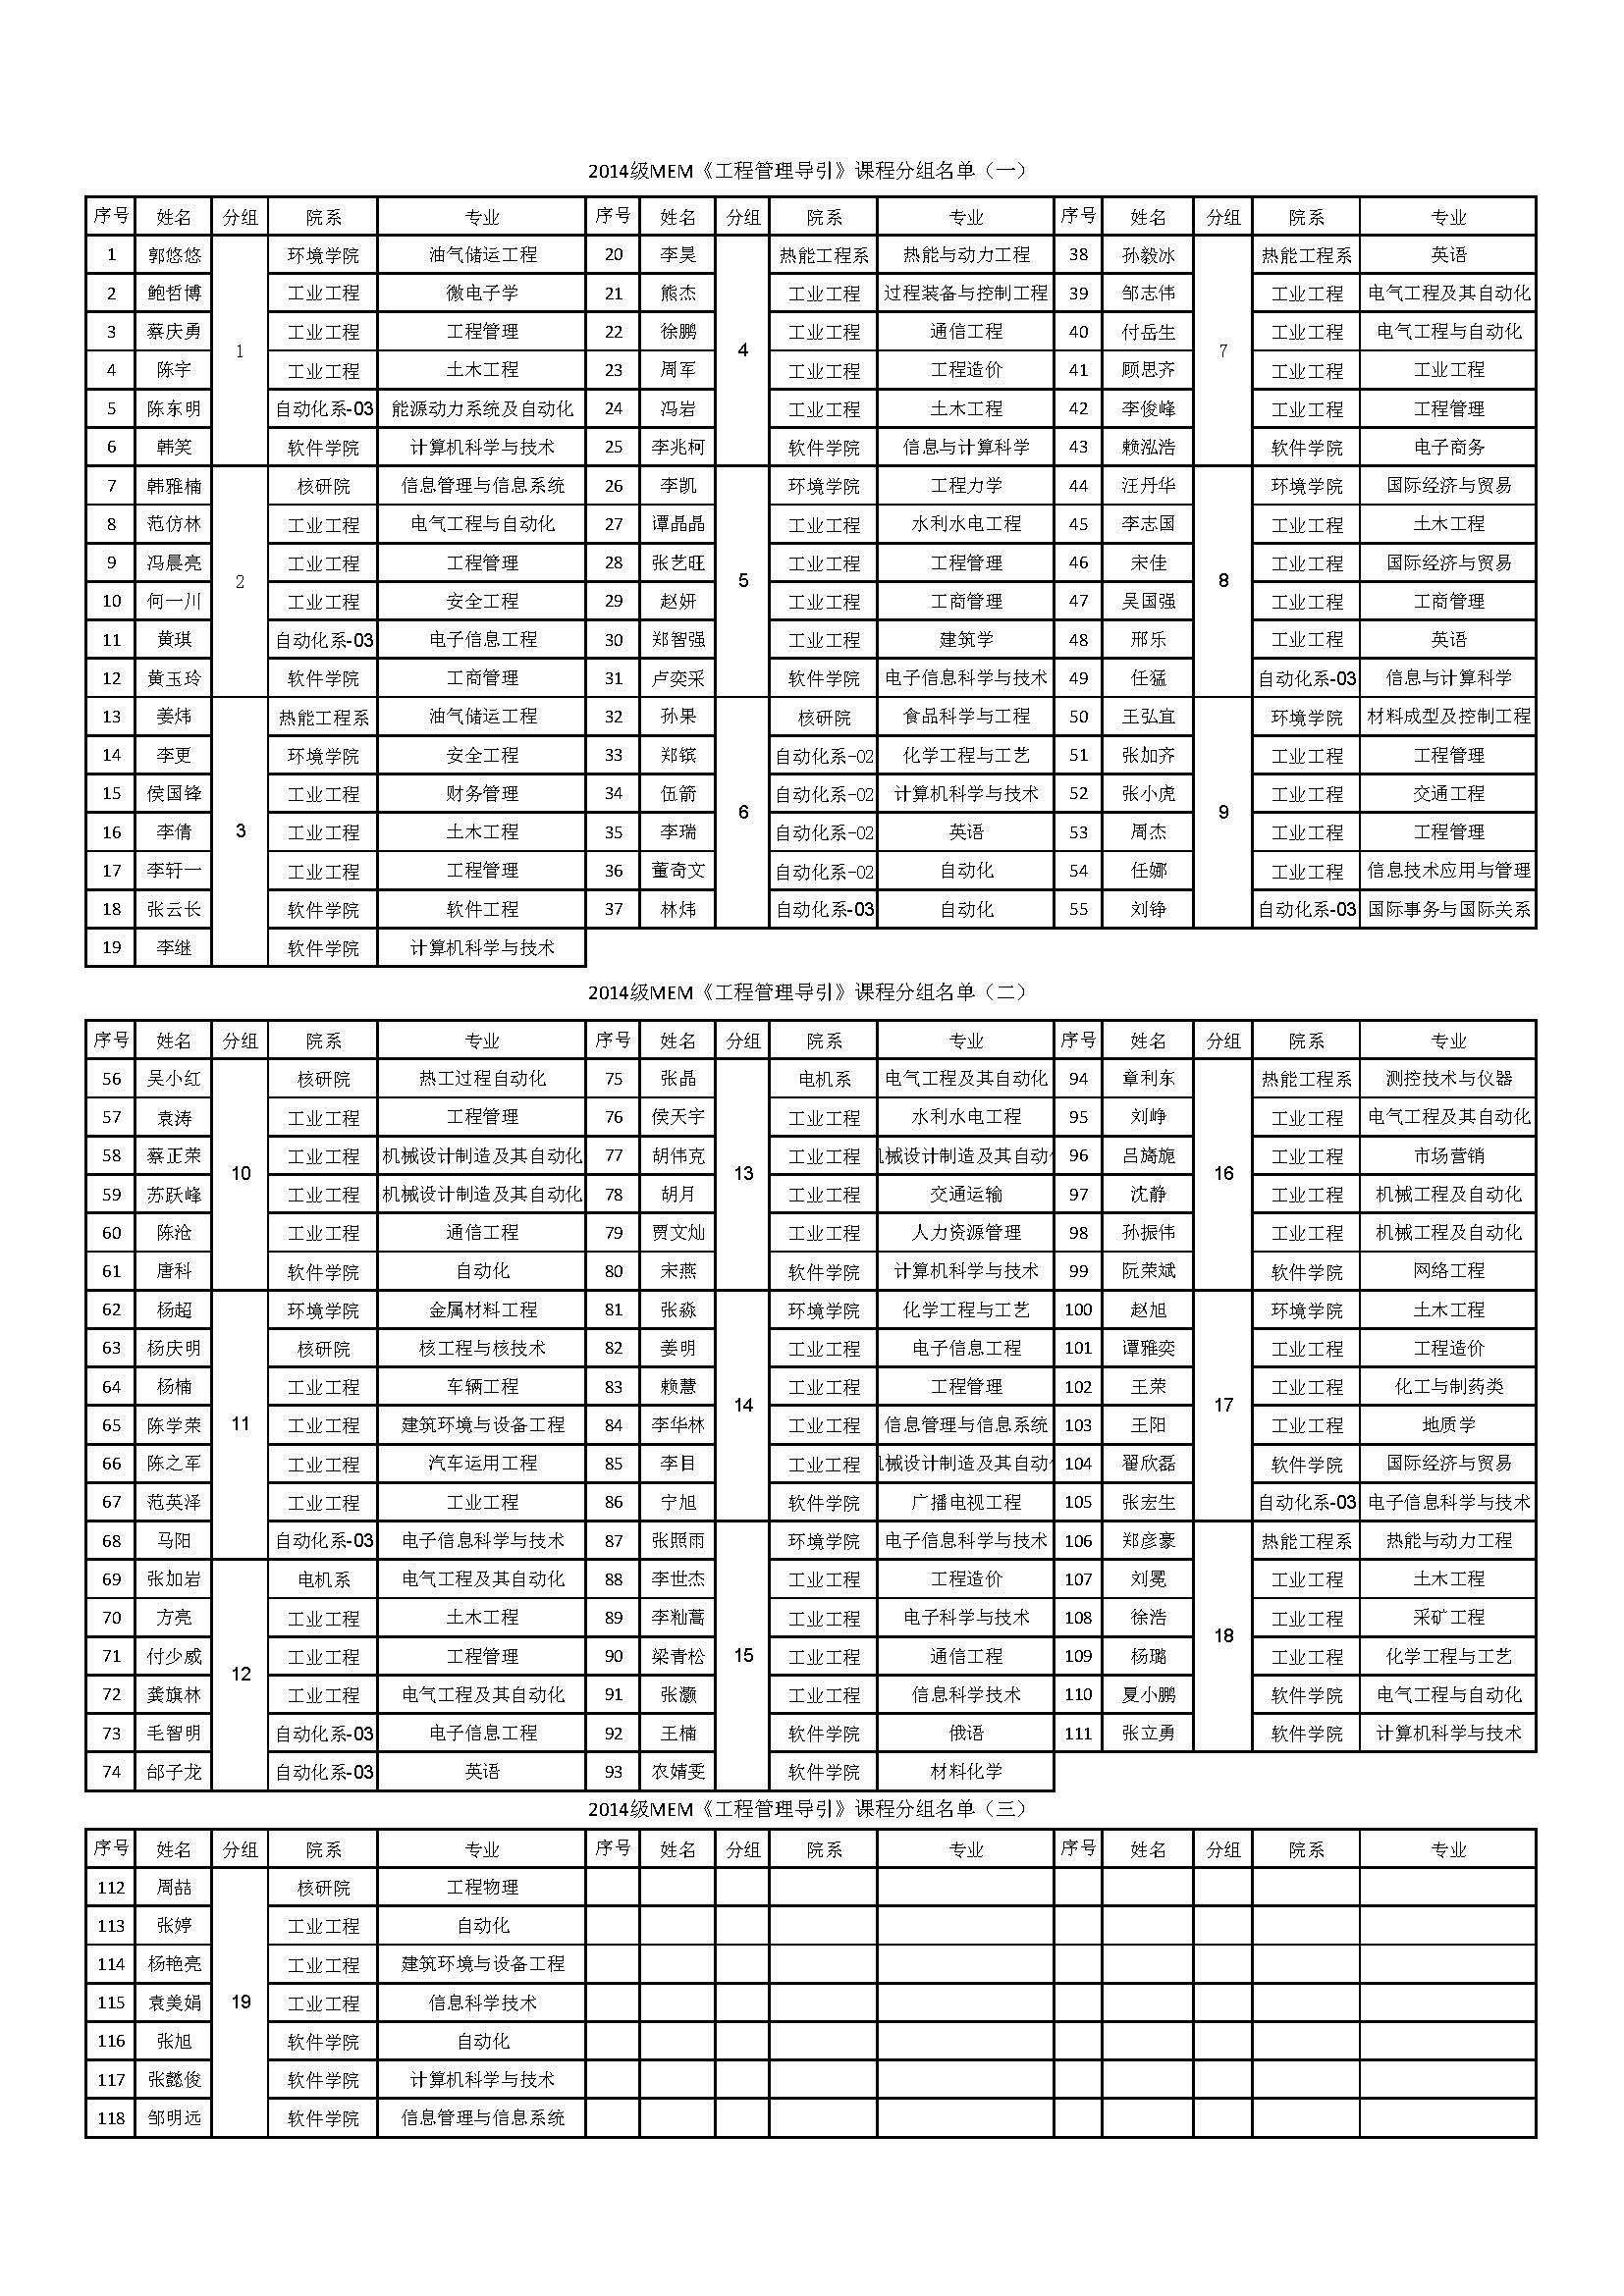 2014级MEM《工程管理导引》课程分组名单（一）
序号 姓名 分组 院系 专业 序号 姓名 分组 院系 专业 序号 姓名 分组 院系 专业
1 郭悠悠 1 环境学院 油气储运工程 20 李昊 4 热能工程系 热能与动力工程 38 孙毅冰 7 热能工程系 英语
2 鲍哲博 工业工程 微电子学 21 熊杰 工业工程 过程装备与控制工程 39 邹志伟 工业工程 电气工程及其自动化
3 蔡庆勇 工业工程 工程管理 22 徐鹏 工业工程 通信工程 40 付岳生 工业工程 电气工程与自动化
4 陈宇 工业工程 土木工程 23 周军 工业工程 工程造价 41 顾思齐 工业工程 工业工程
5 陈东明 自动化系-03 能源动力系统及自动化 24 冯岩 工业工程 土木工程 42 李俊峰 工业工程 工程管理
6 韩笑 软件学院 计算机科学与技术 25 李兆柯 软件学院 信息与计算科学 43 赖泓浩 软件学院 电子商务
7 韩雅楠 2 核研院 信息管理与信息系统 26 李凯 5 环境学院 工程力学 44 汪丹华 8 环境学院 国际经济与贸易
8 范仿林 工业工程 电气工程与自动化 27 谭晶晶 工业工程 水利水电工程 45 李志国 工业工程 土木工程
9 冯晨亮 工业工程 工程管理 28 张艺旺 工业工程 工程管理 46 宋佳 工业工程 国际经济与贸易
10 何一川 工业工程 安全工程 29 赵妍 工业工程 工商管理 47 吴国强 工业工程 工商管理
11 黄琪 自动化系-03 电子信息工程 30 郑智强 工业工程 建筑学 48 邢乐 工业工程 英语
12 黄玉玲 软件学院 工商管理 31 卢奕采 软件学院 电子信息科学与技术 49 任猛 自动化系-03 信息与计算科学
13 姜炜 3 热能工程系 油气储运工程 32 孙果 6 核研院 食品科学与工程 50 王弘宜 9 环境学院 材料成型及控制工程
14 李更 环境学院 安全工程 33 郑镔 自动化系-02 化学工程与工艺 51 张加齐 工业工程 工程管理
15 侯国锋 工业工程 财务管理 34 伍箭 自动化系-02 计算机科学与技术 52 张小虎 工业工程 交通工程
16 李倩 工业工程 土木工程 35 李瑞 自动化系-02 英语 53 周杰 工业工程 工程管理
17 李轩一 工业工程 工程管理 36 董奇文 自动化系-02 自动化 54 任娜 工业工程 信息技术应用与管理
18 张云长 软件学院 软件工程 37 林炜 自动化系-03 自动化 55 刘铮 自动化系-03 国际事务与国际关系
19 李继 软件学院 计算机科学与技术
2014级MEM《工程管理导引》课程分组名单（二）
序号 姓名 分组 院系 专业 序号 姓名 分组 院系 专业 序号 姓名 分组 院系 专业
56 吴小红 10 核研院 热工过程自动化 75 张晶 13 电机系 电气工程及其自动化 94 章利东 16 热能工程系 测控技术与仪器
57 袁涛 工业工程 工程管理 76 侯天宇 工业工程 水利水电工程 95 刘峥 工业工程 电气工程及其自动化
58 蔡正荣 工业工程 机械设计制造及其自动化 77 胡伟克 工业工程 械设计制造及其自动 96 吕旖旎 工业工程 市场营销
59 苏跃峰 工业工程 机械设计制造及其自动化 78 胡月 工业工程 交通运输 97 沈静 工业工程 机械工程及自动化
60 陈沧 工业工程 通信工程 79 贾文灿 工业工程 人力资源管理 98 孙振伟 工业工程 机械工程及自动化
61 唐科 软件学院 自动化 80 宋燕 软件学院 计算机科学与技术 99 阮荣斌 软件学院 网络工程
62 杨超 11 环境学院 金属材料工程 81 张淼 14 环境学院 化学工程与工艺 100 赵旭 17 环境学院 土木工程
63 杨庆明 核研院 核工程与核技术 82 姜明 工业工程 电子信息工程 101 谭雅奕 工业工程 工程造价
64 杨楠 工业工程 车辆工程 83 赖慧 工业工程 工程管理 102 王荣 工业工程 化工与制药类
65 陈学荣 工业工程 建筑环境与设备工程 84 李华林 工业工程 信息管理与信息系统 103 王阳 工业工程 地质学
66 陈之军 工业工程 汽车运用工程 85 李目 工业工程 械设计制造及其自动 104 翟欣磊 软件学院 国际经济与贸易
67 范英泽 工业工程 工业工程 86 宁旭 软件学院 广播电视工程 105 张宏生 自动化系-03 电子信息科学与技术
68 马阳 自动化系-03 电子信息科学与技术 87 张照雨 15 环境学院 电子信息科学与技术 106 郑彦豪 18 热能工程系 热能与动力工程
69 张加岩 12 电机系 电气工程及其自动化 88 李世杰 工业工程 工程造价 107 刘冕 工业工程 土木工程
70 方亮 工业工程 土木工程 89 李籼蒿 工业工程 电子科学与技术 108 徐浩 工业工程 采矿工程
71 付少威 工业工程 工程管理 90 梁青松 工业工程 通信工程 109 杨璐 工业工程 化学工程与工艺
72 龚旗林 工业工程 电气工程及其自动化 91 张灏 工业工程 信息科学技术 110 夏小鹏 软件学院 电气工程与自动化
73 毛智明 自动化系-03 电子信息工程 92 王楠 软件学院 俄语 111 张立勇 软件学院 计算机科学与技术
74 邰子龙 自动化系-03 英语 93 农婧雯 软件学院 材料化学
2014级MEM《工程管理导引》课程分组名单（三）
序号 姓名 分组 院系 专业 序号 姓名 分组 院系 专业 序号 姓名 分组 院系 专业
112 周喆 19 核研院 工程物理
113 张婷 工业工程 自动化
114 杨艳亮 工业工程 建筑环境与设备工程
115 袁美娟 工业工程 信息科学技术
116 张旭 软件学院 自动化
117 张懿俊 软件学院 计算机科学与技术
118 邹明远 软件学院 信息管理与信息系统